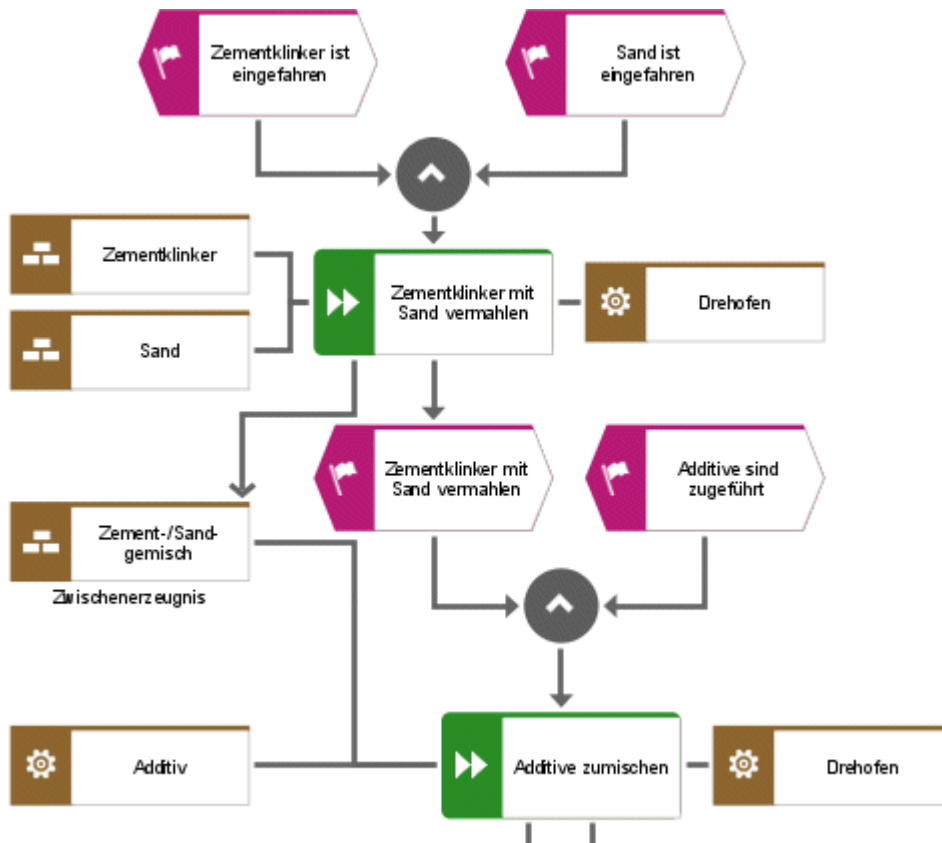 Zementklinker ist
eingefahren
Sand ist
eingefahren
Zementklinker
Zementklinker mit
Sand vermahlen
Drehofen
Sand
Zementklinker mit
Sand vermahlen
Additive sind
zugeführt
Zement-/Sand-
gemisch
Zwischenerzeugnis
Additiv
Additive zumischen
Drehofen